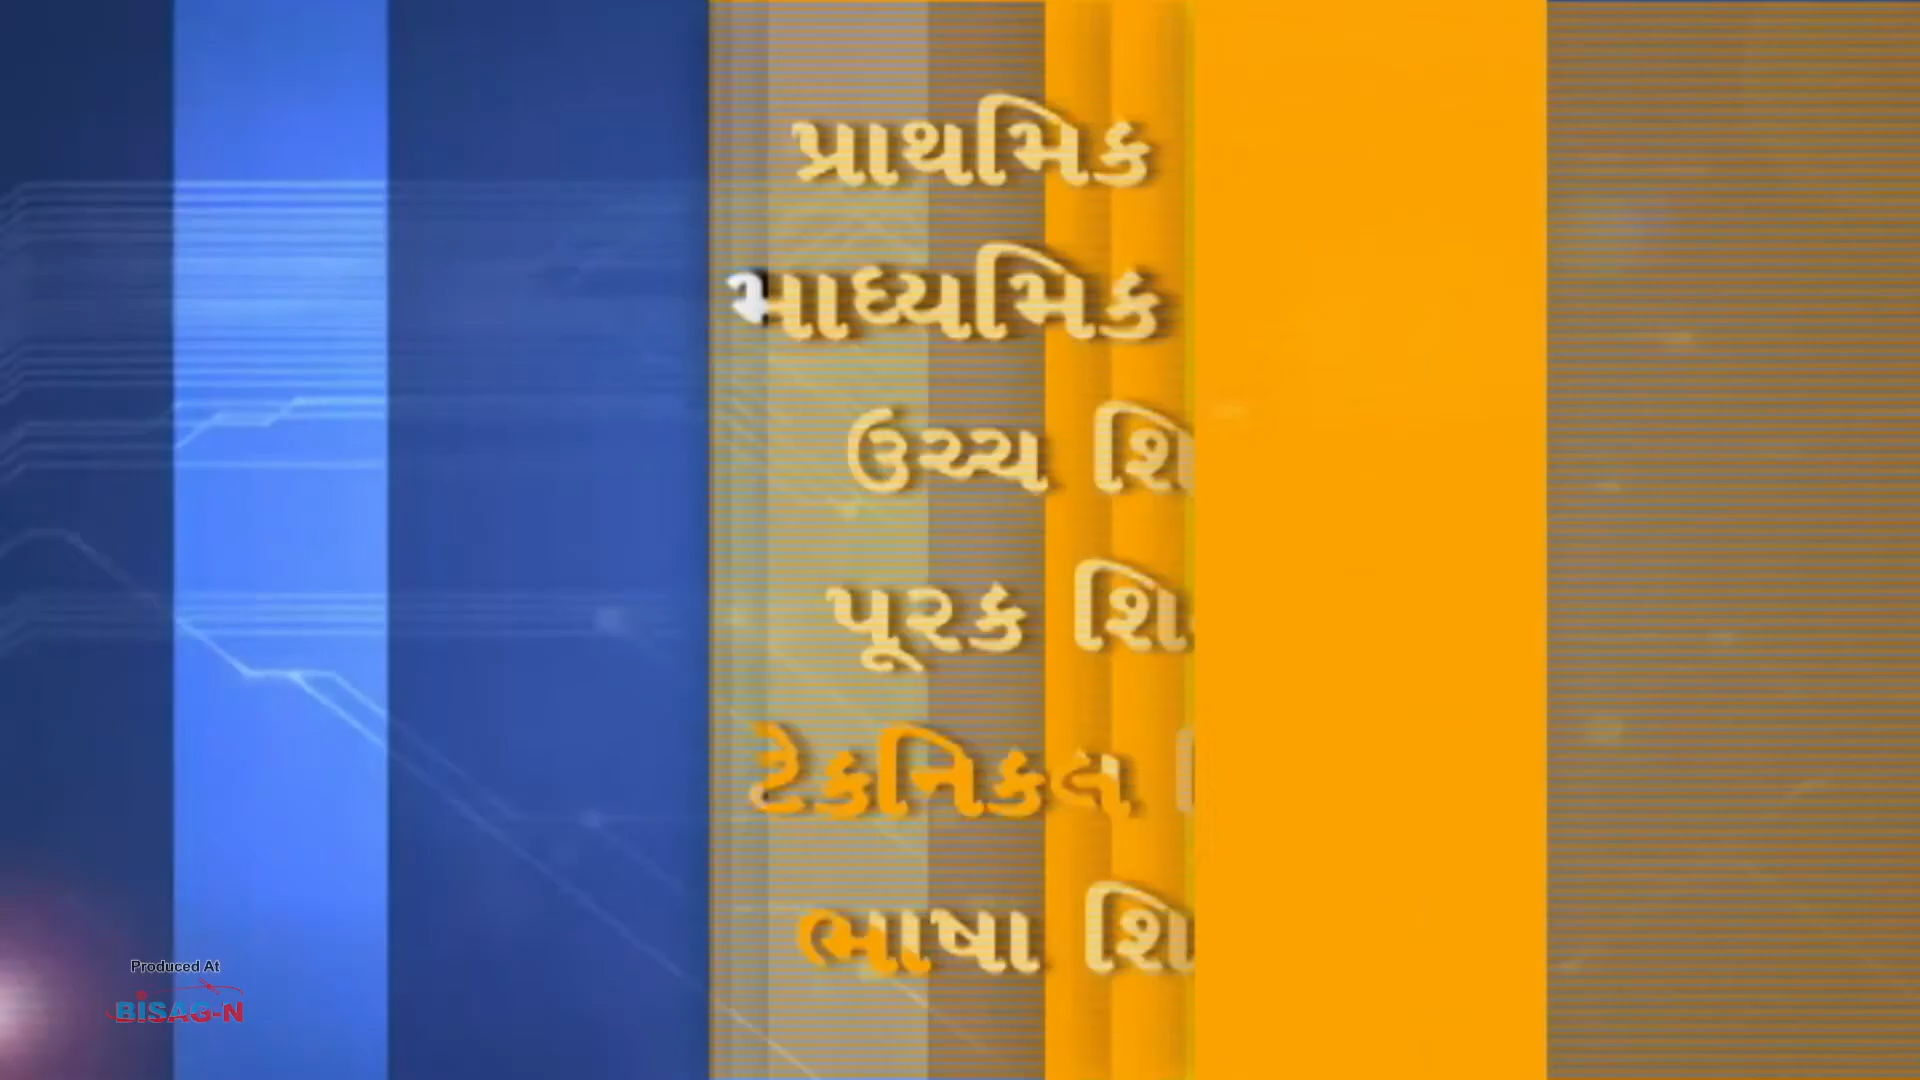 પ્રાથમિક
માધ્યમિક
ઉચ્ચ શિ
પૂરક શિ
ટેકનિકલ
ભાષા શિ
Produced At
BISAG-N